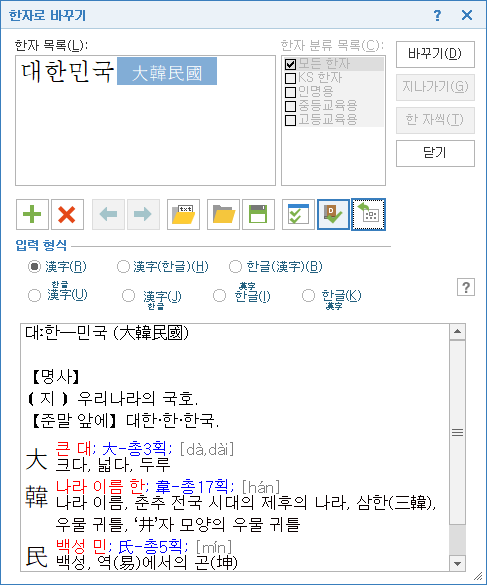 한자로 바꾸기
? ×
한자 목록(L):
대한민국 大韓民國
한자 분류 목록(C):
모든 한자
KS 한자
인명용
중등교육용
고등교육용
바꾸기(D)
지나가기(G)
한 자씩(T)
닫기
txt
입력 형식
漢字(R)
漢字(한글)(H)
한글(漢字)(B)
한글
漢字(U)
漢字(J)
한글
漢字
한글(I)
한글(K)
漢字
?
대:한—민국 (大韓民國)
【명사】
( 지 ) 우리나라의 국호.
【준말 앞에】 대한·한·한국.
大 큰 대; 大-총3획; [dà,dài]
크다, 넓다, 두루
韓 나라 이름 한; 韋-총17획; [hán]
나라 이름, 춘추 전국 시대의 제후의 나라, 삼한(三韓),
우물 귀틀, ‘井’자 모양의 우물 귀틀
民 백성 민; 氏-총5획; [mín]
백성, 역(易)에서의 곤(坤)